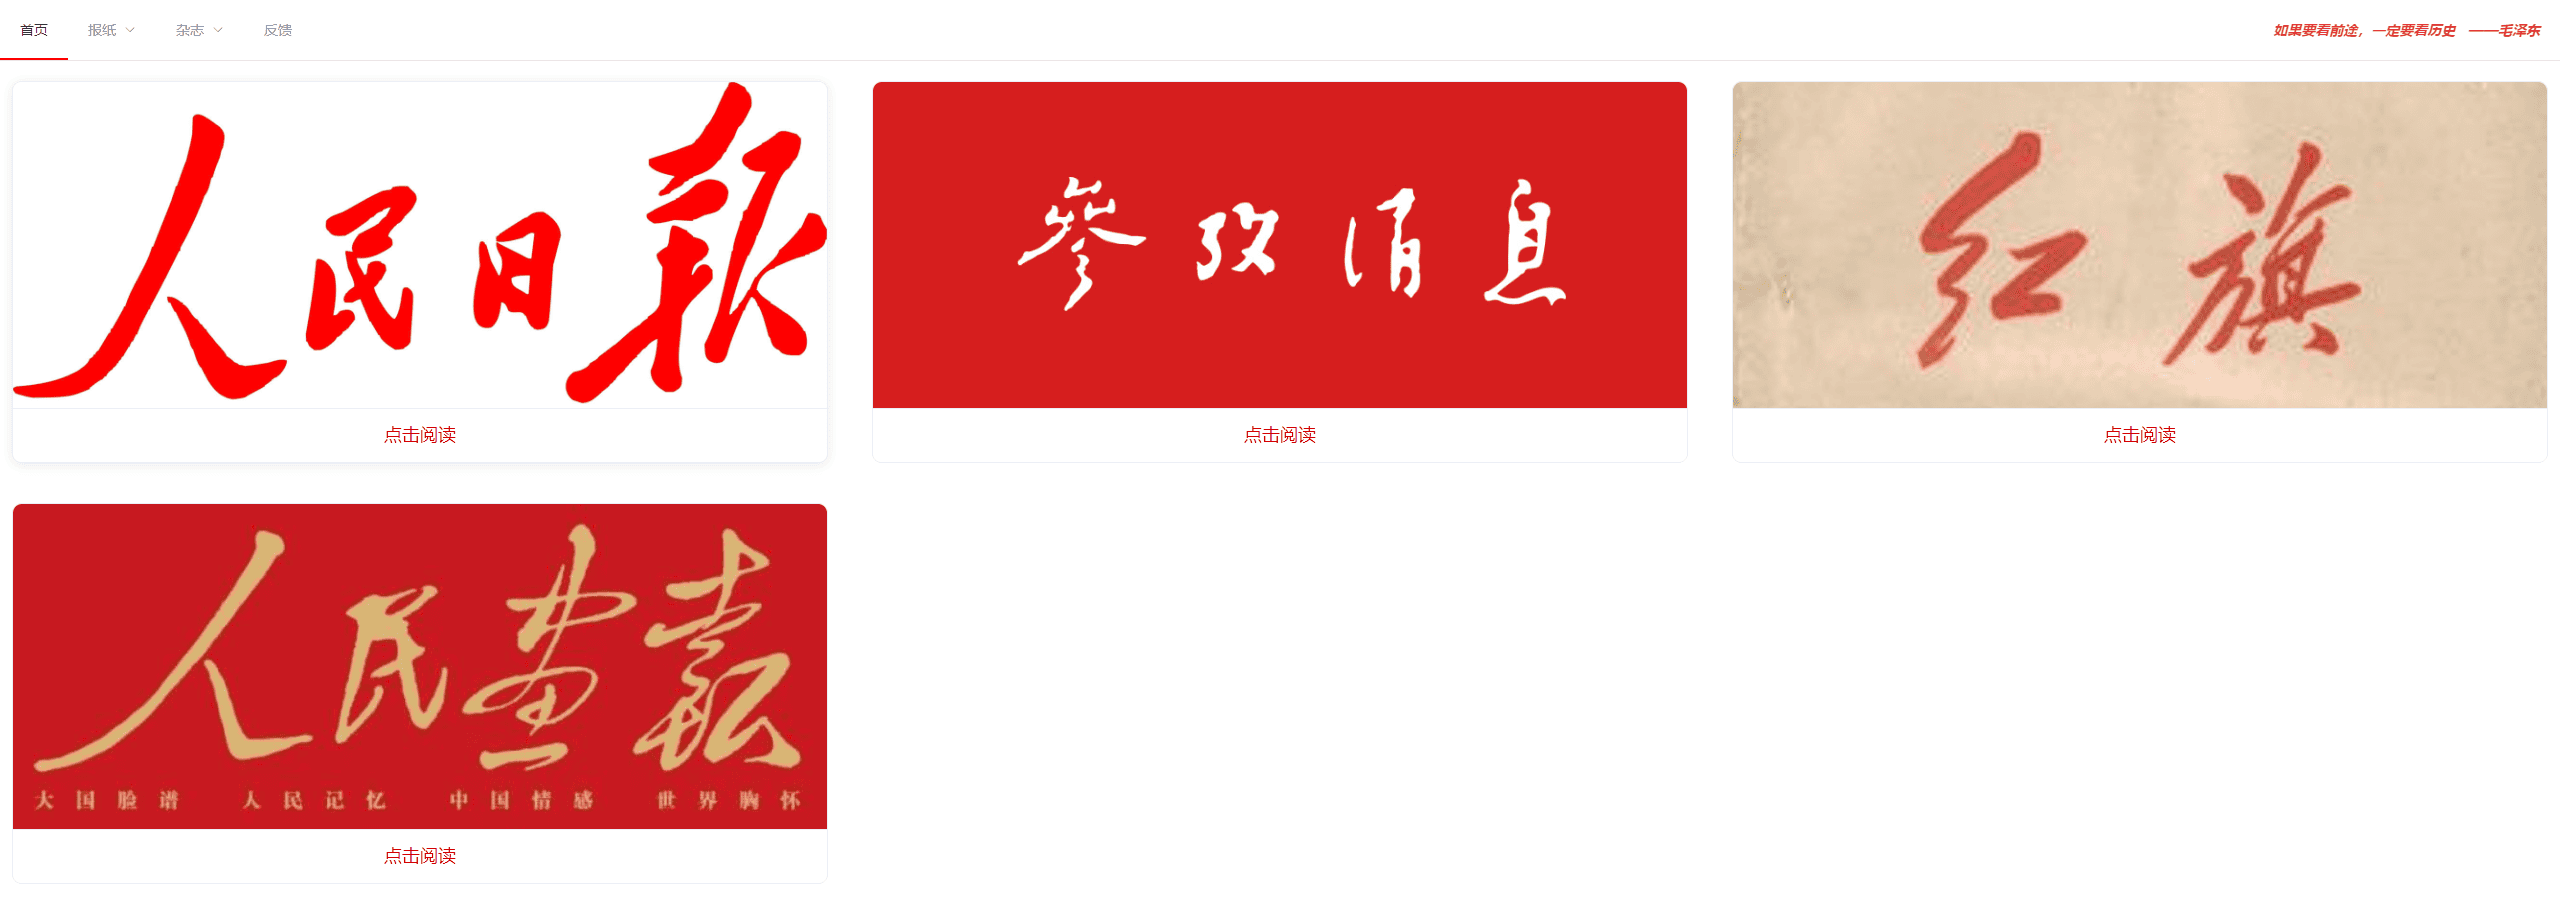 首页 报纸 杂志 反馈 如果要看前途，一定要看历史 ——毛泽东
人民日报
参考消息
红旗
点击阅读 点击阅读 点击阅读
人民画报
大国脸谱 人民记忆 中国情感 世界胸怀
点击阅读